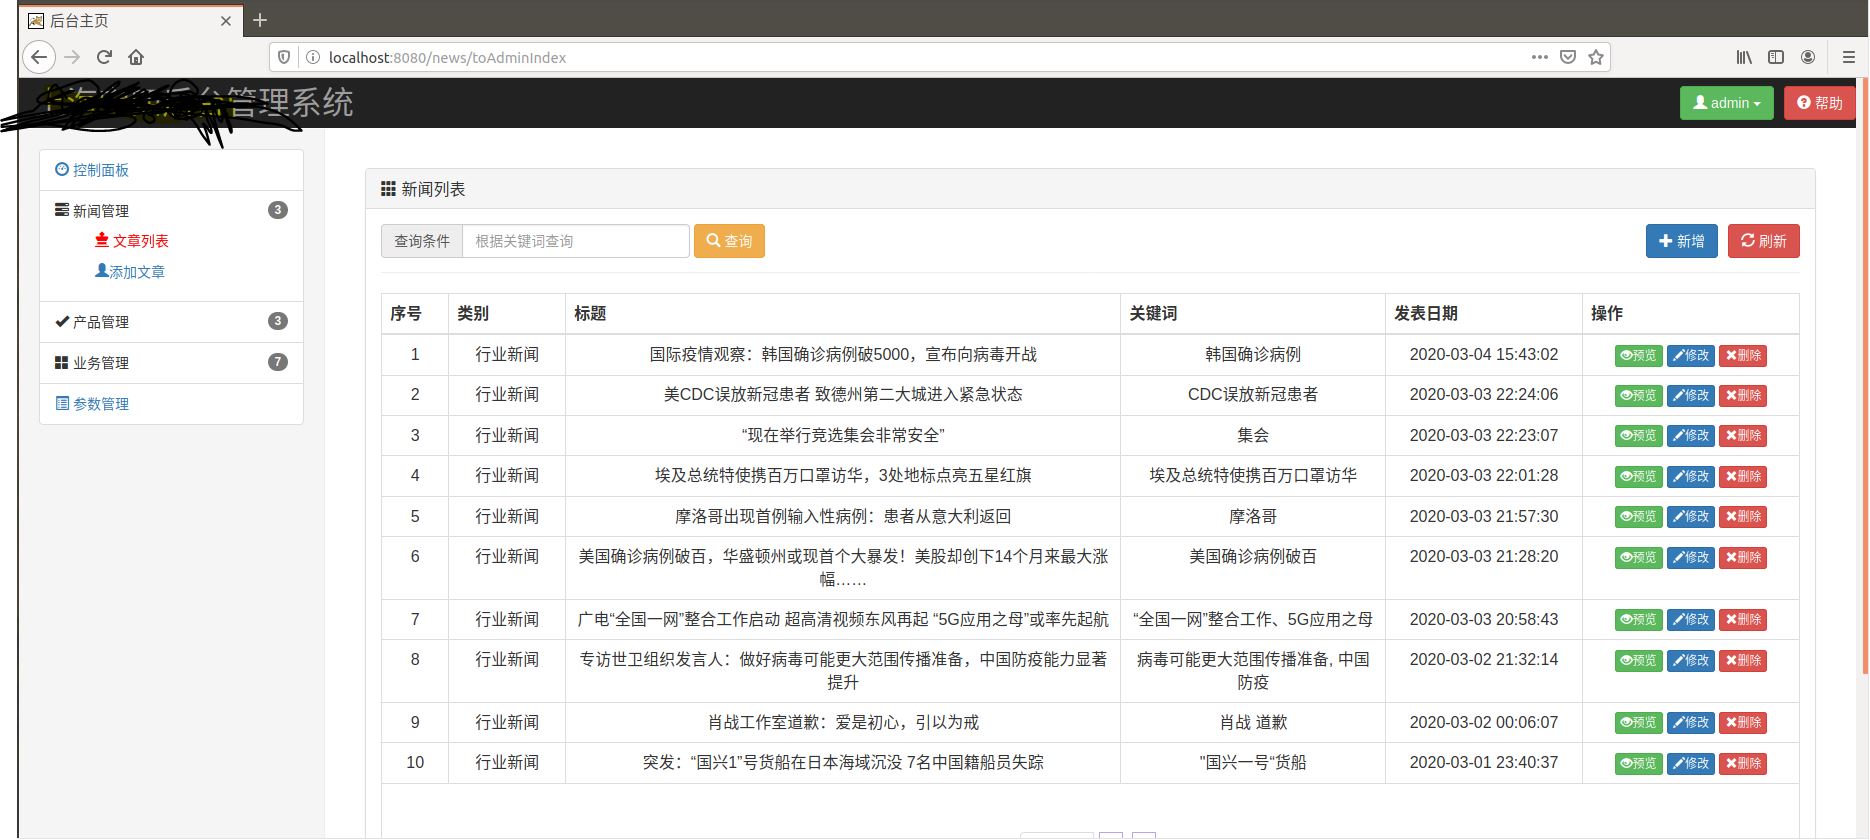 后台主页
localhost:8080/news/toAdminIndex
台管理系统
admin
帮助
控制面板
新闻管理 3
文章列表
添加文章
产品管理 3
业务管理 7
参数管理
新闻列表
查询条件 根据关键词查询 查询 新增 刷新
序号 类别 标题 关键词 发表日期 操作
1 行业新闻 国际疫情观察：韩国确诊病例破5000，宣布向病毒开战 韩国确诊病例 2020-03-04 15:43:02 预览 修改 删除
2 行业新闻 美CDC误放新冠患者 致德州第二大城进入紧急状态 CDC误放新冠患者 2020-03-03 22:24:06 预览 修改 删除
3 行业新闻 “现在举行竞选集会非常安全” 集会 2020-03-03 22:23:07 预览 修改 删除
4 行业新闻 埃及总统特使携百万口罩访华，3处地标点亮五星红旗 埃及总统特使携百万口罩访华 2020-03-03 22:01:28 预览 修改 删除
5 行业新闻 摩洛哥出现首例输入性病例：患者从意大利返回 摩洛哥 2020-03-03 21:57:30 预览 修改 删除
6 行业新闻 美国确诊病例破百，华盛顿州或现首个大暴发！美股却创下14个月来最大涨 美国确诊病例破百 2020-03-03 21:28:20 预览 修改 删除
幅……
7 行业新闻 广电“全国一网”整合工作启动 超高清视频东风再起 “5G应用之母”或率先起航 “全国一网”整合工作、5G应用之母 2020-03-03 20:58:43 预览 修改 删除
8 行业新闻 专访世卫组织发言人：做好病毒可能更大范围传播准备，中国防疫能力显著 病毒可能更大范围传播准备, 中国 2020-03-02 21:32:14 预览 修改 删除
提升 防疫
9 行业新闻 肖战工作室道歉：爱是初心，引以为戒 肖战 道歉 2020-03-02 00:06:07 预览 修改 删除
10 行业新闻 突发：“国兴1”号货船在日本海域沉没 7名中国籍船员失踪 "国兴一号“货船 2020-03-01 23:40:37 预览 修改 删除